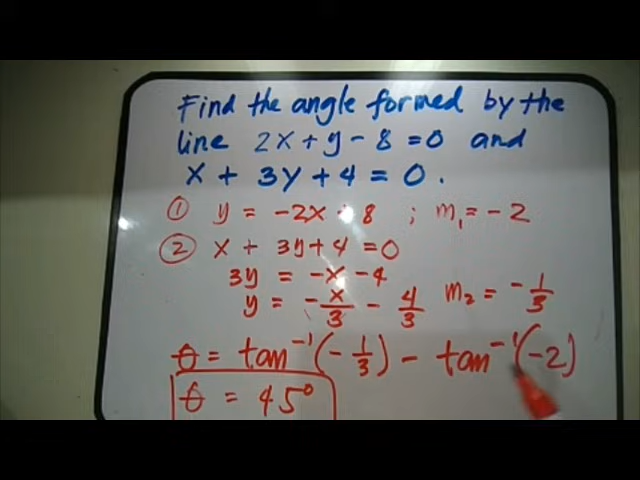 Find the angle formed by the
line 2x + y - 8 = 0 and
x + 3y + 4 = 0.
① y = -2x + 8 ; m₁ = -2
② x + 3y + 4 = 0
3y = -x - 4
y = -x/3 - 4/3 m₂ = -1/3
θ = tan⁻¹(-1/3) - tan⁻¹(-2)
θ = 45°